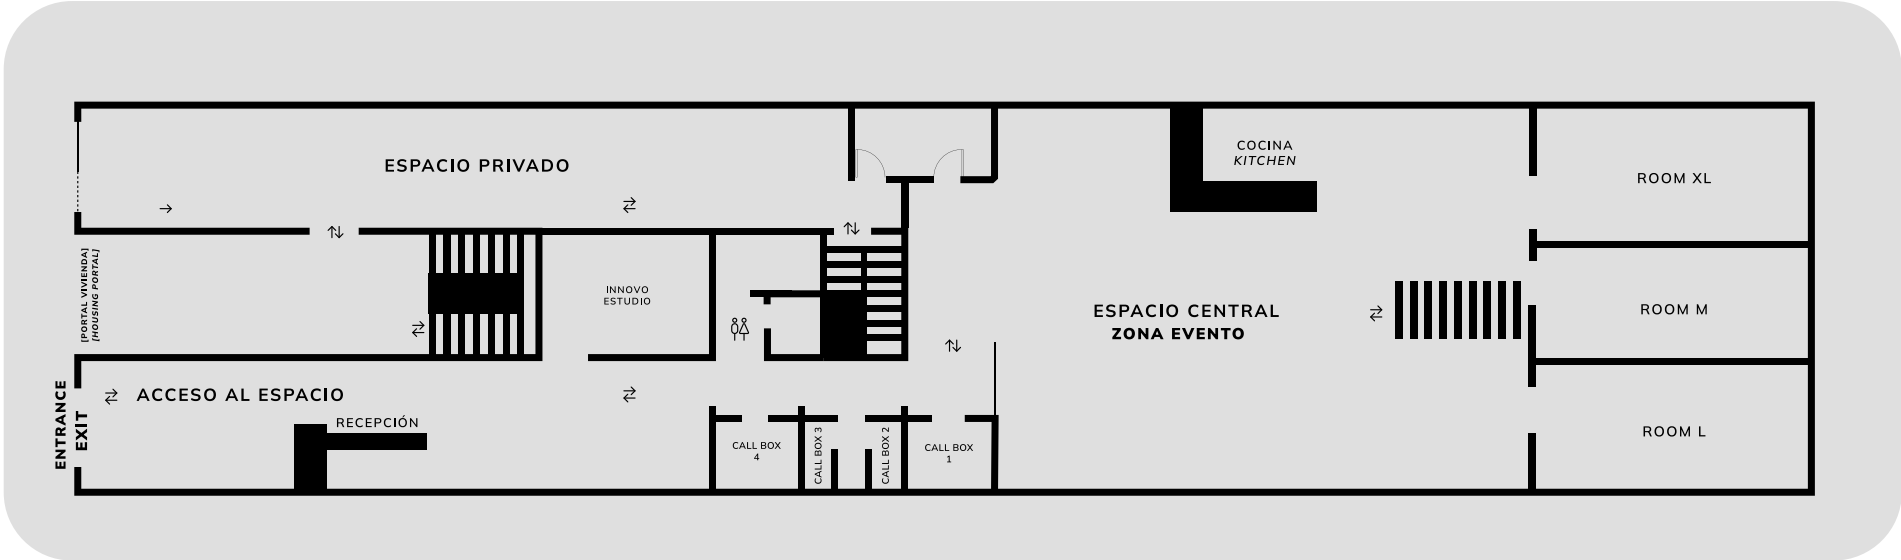 ESPACIO PRIVADO
COCINA
KITCHEN
ROOM XL
[PORTAL VIVIENDA]
[HOUSING PORTAL]
INNOVO
ESTUDIO
ESPACIO CENTRAL
ZONA EVENTO
ROOM M
ENTRANCE
EXIT
ACCESO AL ESPACIO
RECEPCIÓN
CALL BOX
4
CALL BOX 3
CALL BOX 2
CALL BOX
1
ROOM L